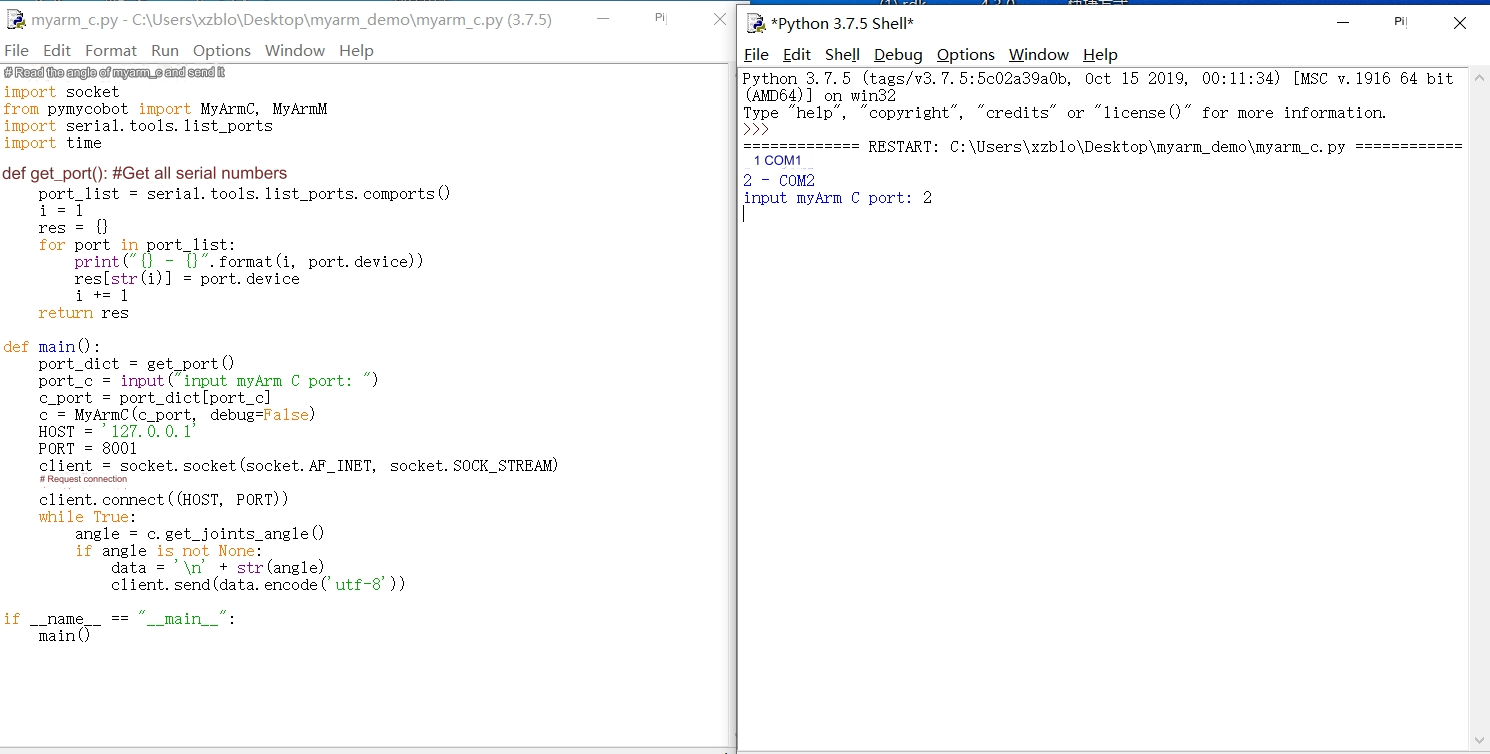 myarm_c.py - C:\Users\xzblo\Desktop\myarm_demo\myarm_c.py (3.7.5)
File Edit Format Run Options Window Help
# Read the angle of myarm_c and send it
import socket
from pymycobot import MyArmC, MyArmM
import serial.tools.list_ports
import time
def get_port(): #Get all serial numbers
    port_list = serial.tools.list_ports.comports()
    i = 1
    res = {}
    for port in port_list:
        print("{} - {}".format(i, port.device))
        res[str(i)] = port.device
        i += 1
    return res
def main():
    port_dict = get_port()
    port_c = input("input myArm C port: ")
    c_port = port_dict[port_c]
    c = MyArmC(c_port, debug=False)
    HOST = '127.0.0.1'
    PORT = 8001
    client = socket.socket(socket.AF_INET, socket.SOCK_STREAM)
    # Request connection
    client.connect((HOST, PORT))
    while True:
        angle = c.get_joints_angle()
        if angle is not None:
            data = '\n' + str(angle)
            client.send(data.encode('utf-8'))
if __name__ == "__main__":
    main()
*Python 3.7.5 Shell*
File Edit Shell Debug Options Window Help
Python 3.7.5 (tags/v3.7.5:5c02a39a0b, Oct 15 2019, 00:11:34) [MSC v.1916 64 bit
(AMD64)] on win32
Type "help", "copyright", "credits" or "license()" for more information.
>>>
============= RESTART: C:\Users\xzblo\Desktop\myarm_demo\myarm_c.py ============
1 COM1
2 - COM2
input myArm C port: 2